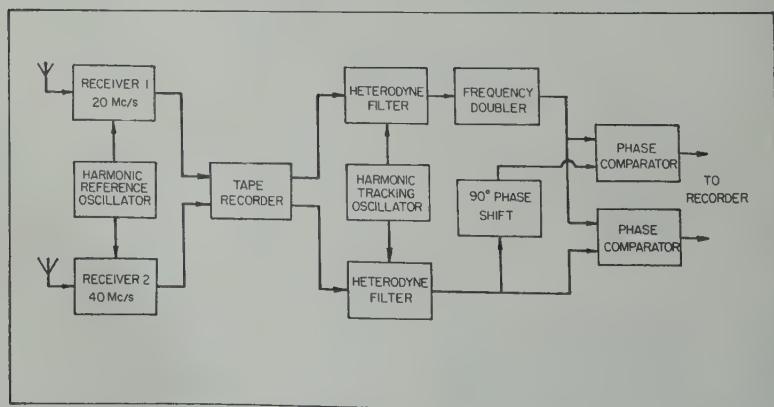 RECEIVER 1
20 Mc/s
HARMONIC
REFERENCE
OSCILLATOR
RECEIVER 2
40 Mc/s
TAPE
RECORDER
HETERODYNE
FILTER
HARMONIC
TRACKING
OSCILLATOR
HETERODYNE
FILTER
FREQUENCY
DOUBLER
90° PHASE
SHIFT
PHASE
COMPARATOR
TO
RECORDER
PHASE
COMPARATOR